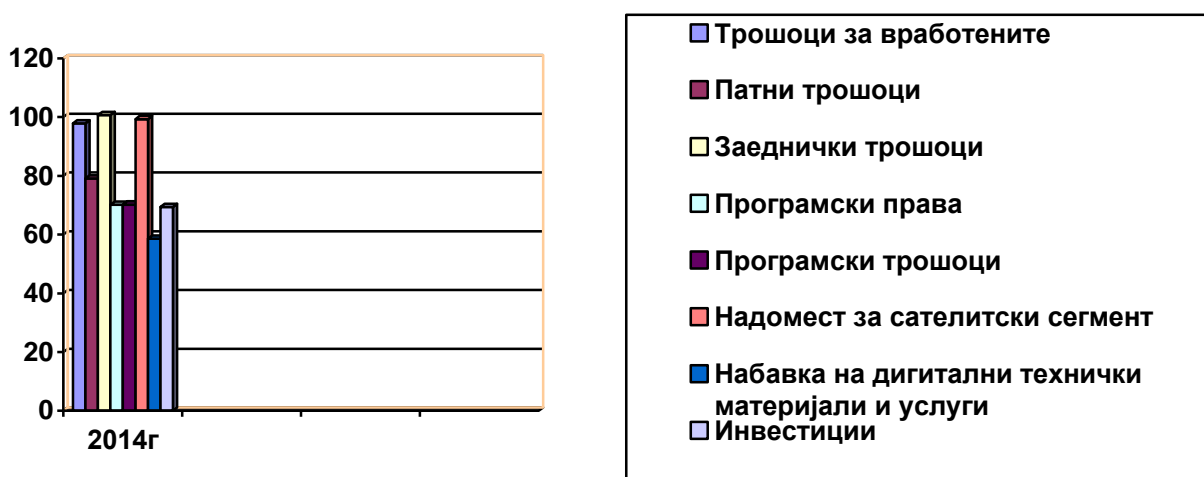 120
100
80
60
40
20
0
2014г
Трошоци за вработените
Патни трошоци
Заеднички трошоци
Програмски права
Програмски трошоци
Надомест за сателитски сегмент
Набавка на дигитални технички
материјали и услуги
Инвестиции